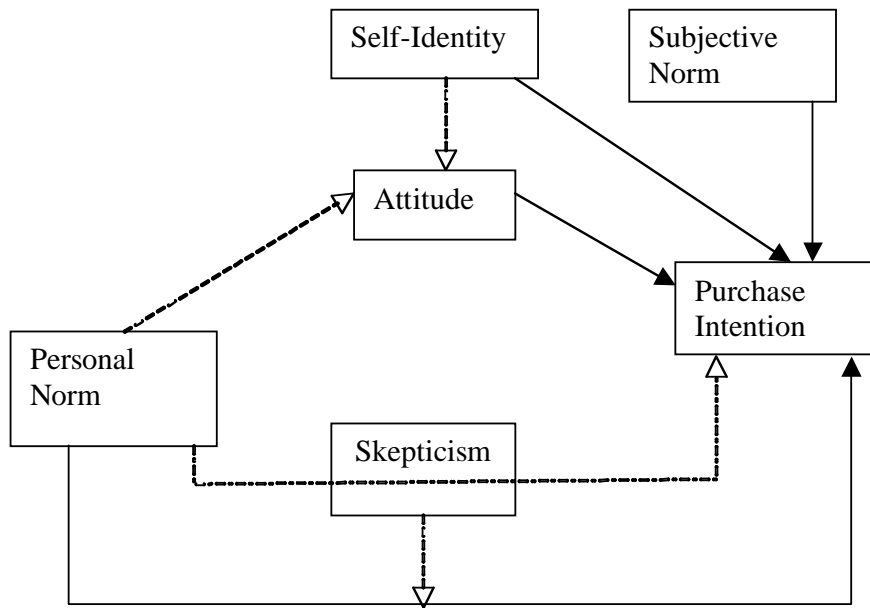 Self-Identity
Subjective
Norm
Attitude
Purchase
Intention
Personal
Norm
Skepticism